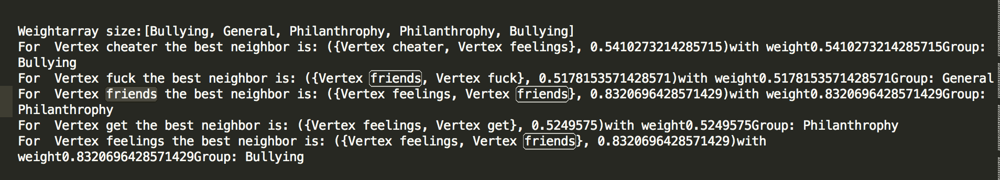 Weightarray size:[Bullying, General, Philanthrophy, Philanthrophy, Bullying]
For  Vertex cheater the best neighbor is: ({Vertex cheater, Vertex feelings}, 0.5410273214285715)with weight0.5410273214285715Group:
Bullying
For  Vertex fuck the best neighbor is: ({Vertex friends, Vertex fuck}, 0.5178153571428571)with weight0.5178153571428571Group: General
For  Vertex friends the best neighbor is: ({Vertex feelings, Vertex friends}, 0.8320696428571429)with weight0.8320696428571429Group:
Philanthrophy
For  Vertex get the best neighbor is: ({Vertex feelings, Vertex get}, 0.5249575)with weight0.5249575Group: Philanthrophy
For  Vertex feelings the best neighbor is: ({Vertex feelings, Vertex friends}, 0.8320696428571429)with
weight0.8320696428571429Group: Bullying